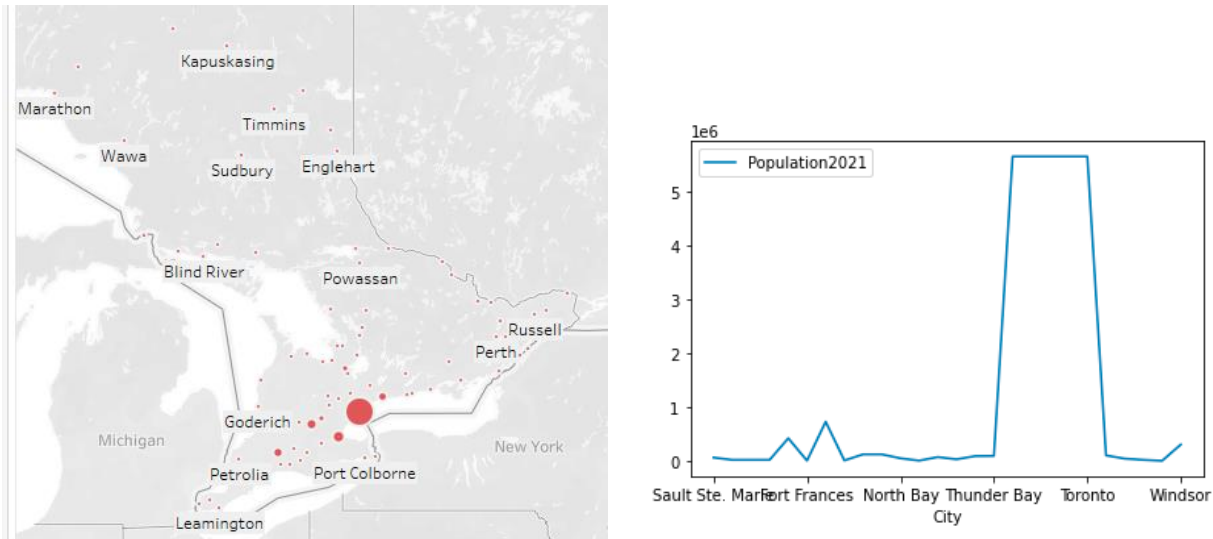 Kapuskasing
Marathon
Timmins
Wawa
Sudbury
Englehart
Blind River
Powassan
Russell
Perth
Goderich
Michigan
New York
Petrolia
Port Colborne
Leamington
1e6
Population2021
5
4
3
2
1
0
Sault Ste. Marie Fort Frances North Bay Thunder Bay Toronto Windsor
City